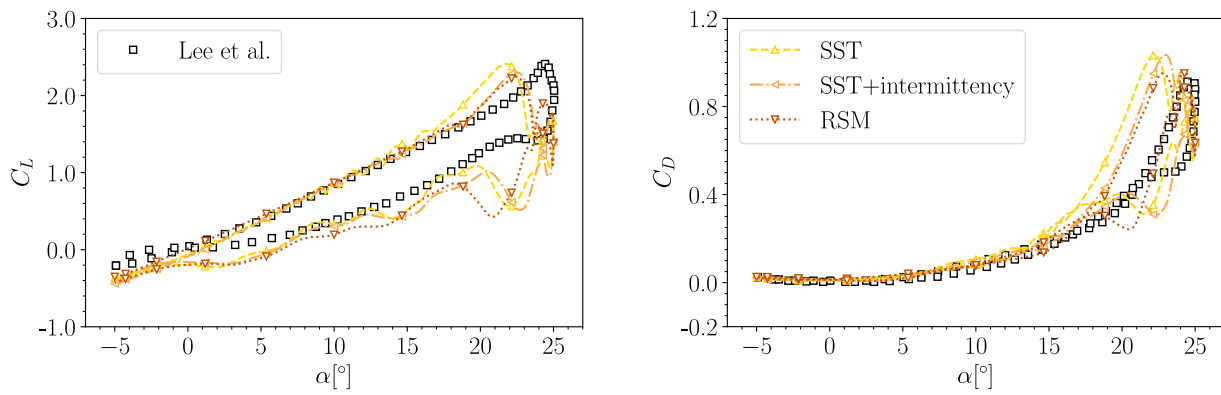 3.0
2.0
1.0
0.0
-1.0
C_L
−5 0 5 10 15 20 25
α[°]
Lee et al.
1.2
0.8
0.4
0.0
-0.2
C_D
−5 0 5 10 15 20 25
α[°]
SST
SST+intermittency
RSM